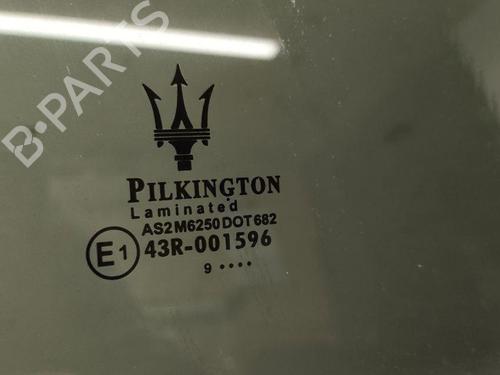 B-PARTS
PILKINGTON
Laminated
AS2 M6250 DOT 682
E1 43R-001596
9 ••••